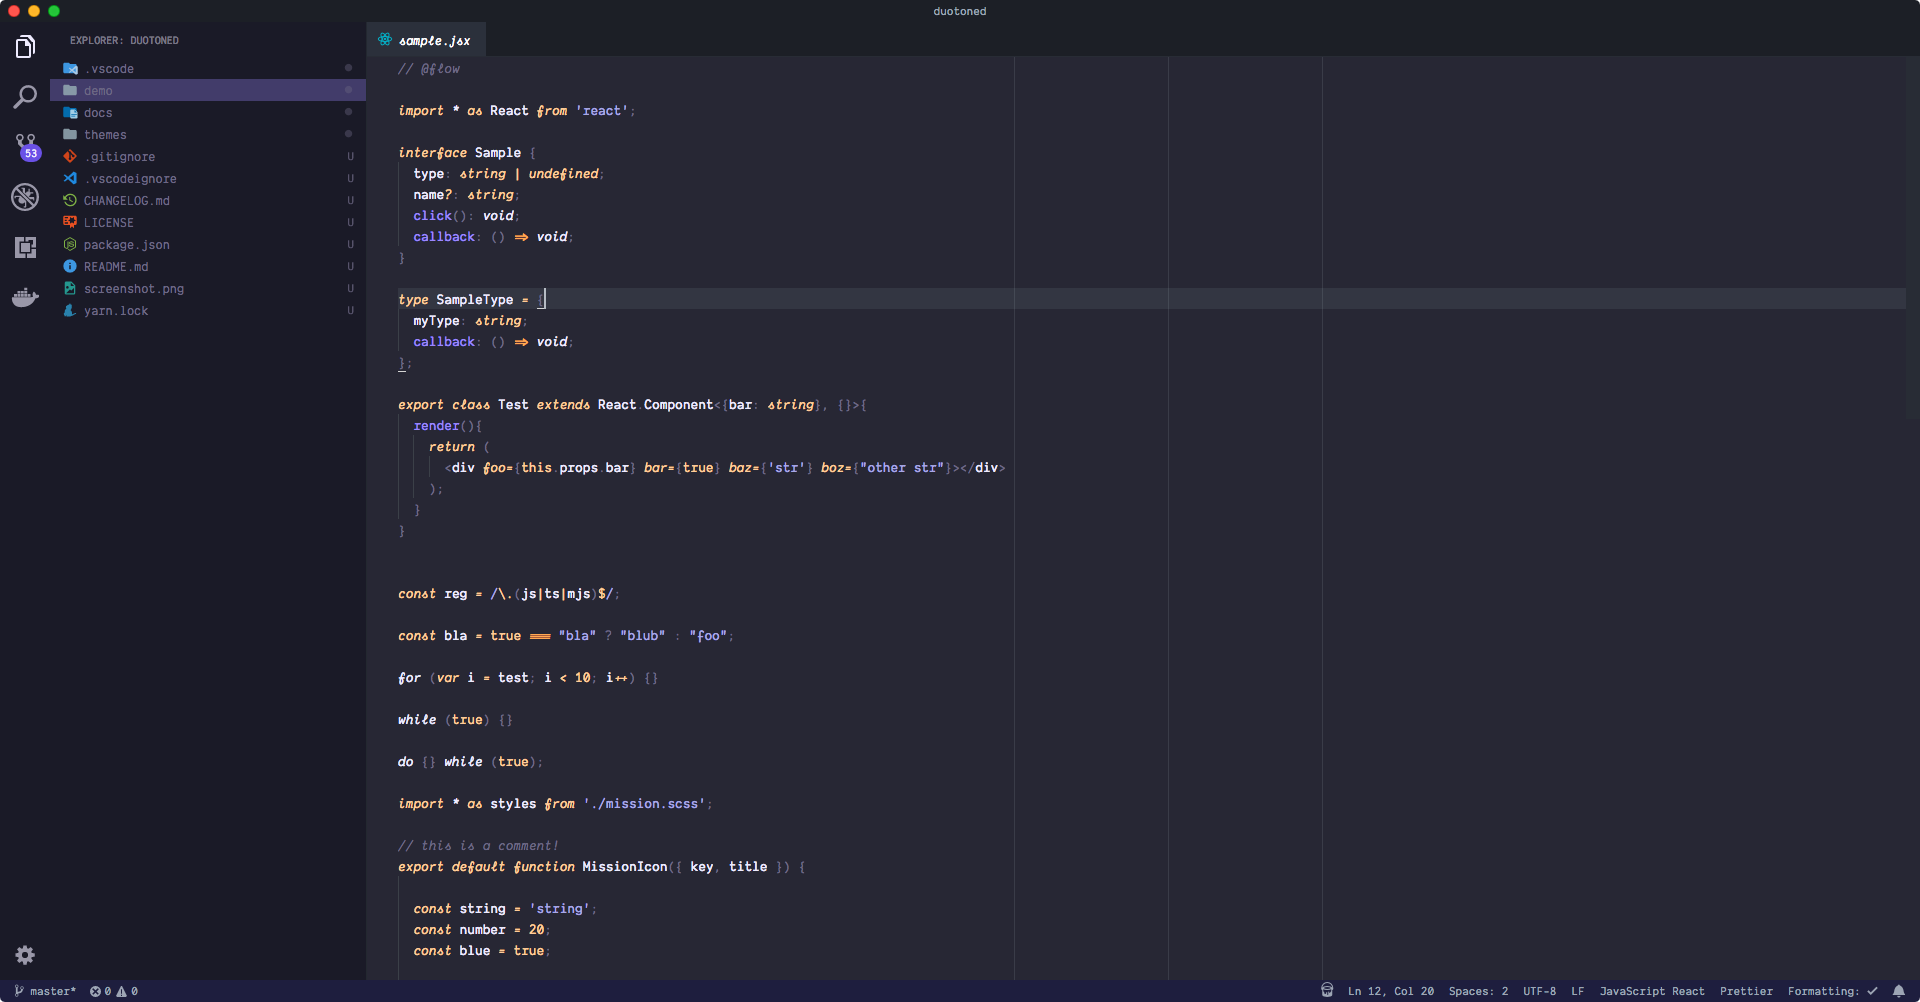 duotoned
EXPLORER: DUOTONED
.vscode
demo
docs
themes
.gitignore U
.vscodeignore U
CHANGELOG.md U
LICENSE U
package.json U
README.md U
screenshot.png U
yarn.lock U
53
sample.jsx
// @flow
import * as React from 'react';
interface Sample {
type: string | undefined;
name?: string;
click(): void;
callback: () => void;
}
type SampleType = {
myType: string;
callback: () => void;
};
export class Test extends React.Component<{bar: string}, {}>{
render(){
return (
<div foo={this.props.bar} bar={true} baz={'str'} boz={"other str"}></div>
);
}
}
const reg = /\.(js|ts|mjs)$/;
const bla = true === "bla" ? "blub" : "foo";
for (var i = test; i < 10; i++) {}
while (true) {}
do {} while (true);
import * as styles from './mission.scss';
// this is a comment!
export default function MissionIcon({ key, title }) {
const string = 'string';
const number = 20;
const blue = true;
master* 0 0 Ln 12, Col 20 Spaces: 2 UTF-8 LF JavaScript React Prettier Formatting: ✓